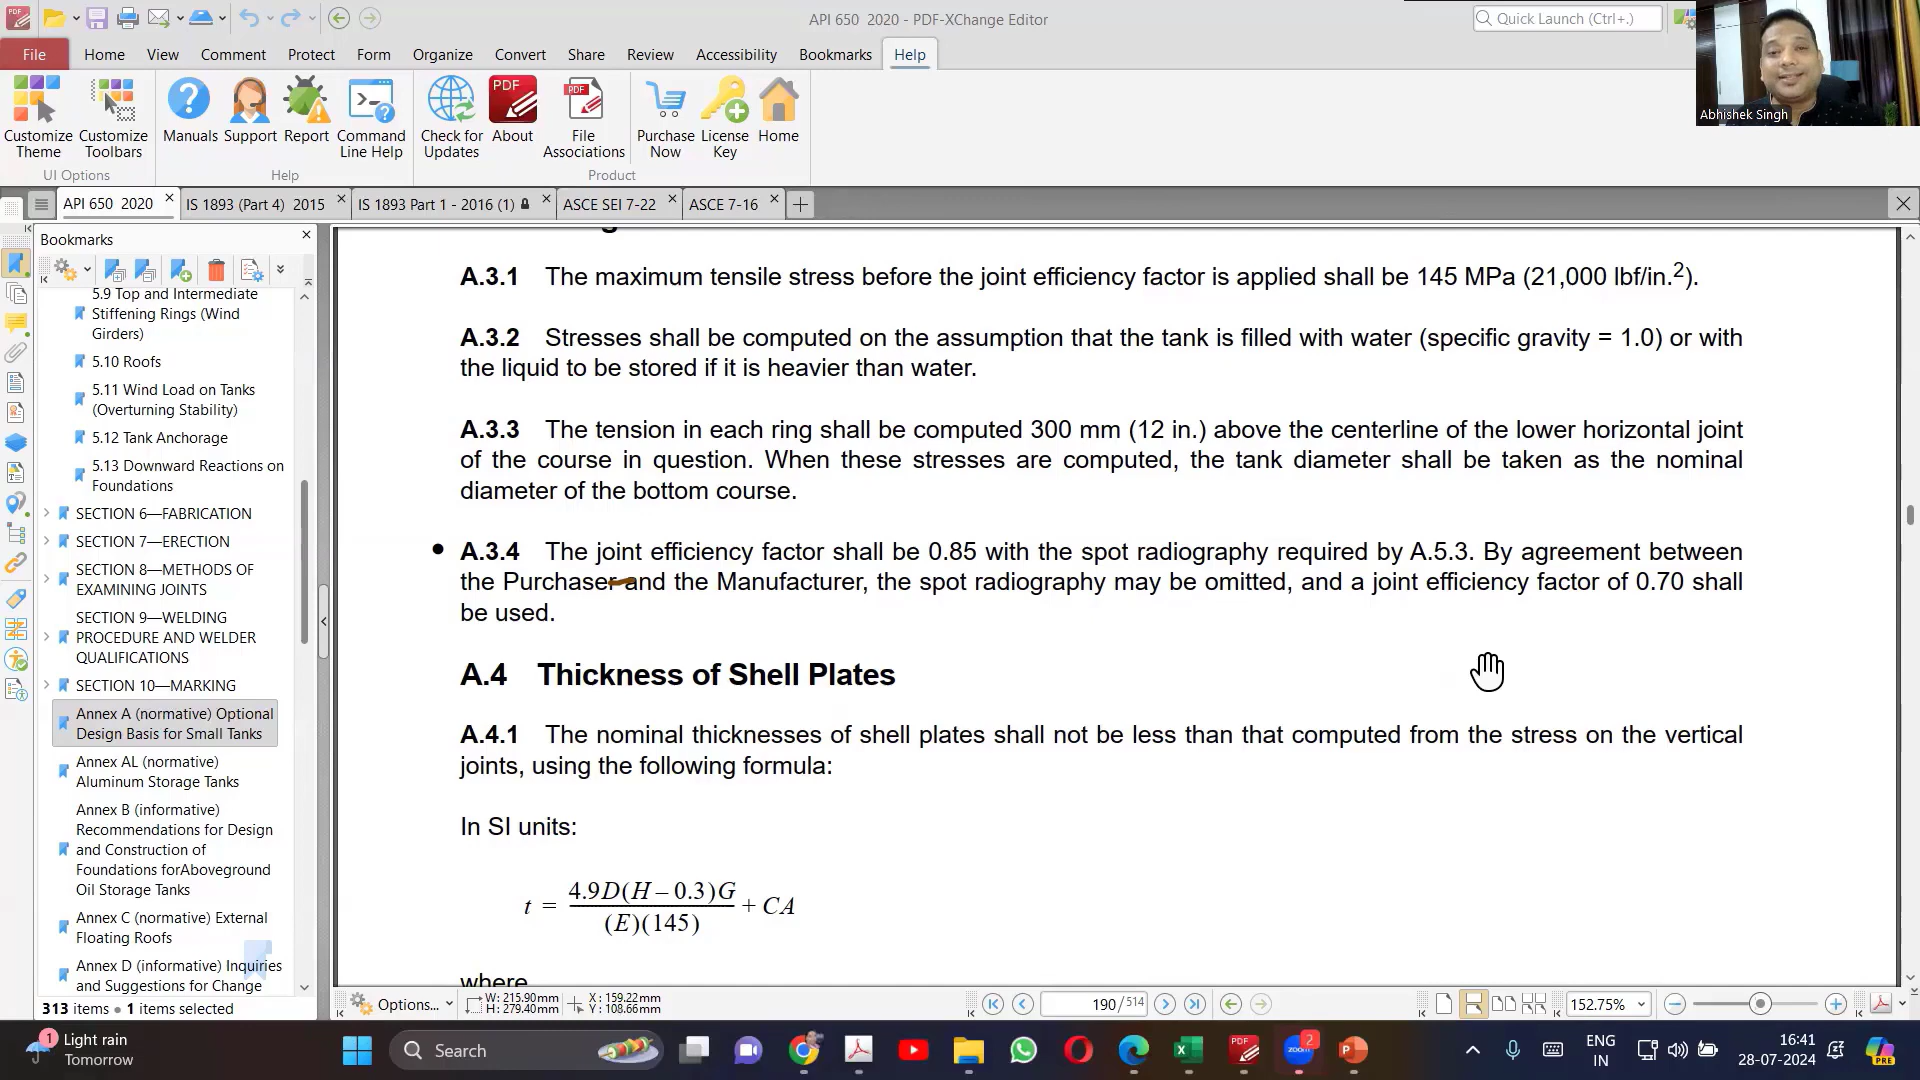 API 650 2020 - PDF-XChange Editor
Quick Launch (Ctrl+.)
File Home View Comment Protect Form Organize Convert Share Review Accessibility Bookmarks Help
Customize Theme
Customize Toolbars
Manuals
Support
Report
Command Line Help
Check for Updates
About
File Associations
Purchase Now
License Key
Home
UI Options
Help
Product
Abhishek Singh
API 650 2020
IS 1893 (Part 4) 2015
IS 1893 Part 1 - 2016 (1)
ASCE SEI 7-22
ASCE 7-16
Bookmarks
5.9 Top and Intermediate
Stiffening Rings (Wind
Girders)
5.10 Roofs
5.11 Wind Load on Tanks
(Overturning Stability)
5.12 Tank Anchorage
5.13 Downward Reactions on
Foundations
SECTION 6—FABRICATION
SECTION 7—ERECTION
SECTION 8—METHODS OF
EXAMINING JOINTS
SECTION 9—WELDING
PROCEDURE AND WELDER
QUALIFICATIONS
SECTION 10—MARKING
Annex A (normative) Optional
Design Basis for Small Tanks
Annex AL (normative)
Aluminum Storage Tanks
Annex B (informative)
Recommendations for Design
and Construction of
Foundations forAboveground
Oil Storage Tanks
Annex C (normative) External
Floating Roofs
Annex D (informative) Inquiries
and Suggestions for Change
313 items • 1 items selected
A.3.1 The maximum tensile stress before the joint efficiency factor is applied shall be 145 MPa (21,000 lbf/in.²).
A.3.2 Stresses shall be computed on the assumption that the tank is filled with water (specific gravity = 1.0) or with
the liquid to be stored if it is heavier than water.
A.3.3 The tension in each ring shall be computed 300 mm (12 in.) above the centerline of the lower horizontal joint
of the course in question. When these stresses are computed, the tank diameter shall be taken as the nominal
diameter of the bottom course.
• A.3.4 The joint efficiency factor shall be 0.85 with the spot radiography required by A.5.3. By agreement between
the Purchaser and the Manufacturer, the spot radiography may be omitted, and a joint efficiency factor of 0.70 shall
be used.
A.4 Thickness of Shell Plates
A.4.1 The nominal thicknesses of shell plates shall not be less than that computed from the stress on the vertical
joints, using the following formula:
In SI units:
t = 4.9D(H – 0.3)G / (E)(145) + CA
where
Options...
W: 215.90mm
H: 279.40mm
X: 159.22mm
Y: 108.66mm
190 / 514
152.75%
1
Light rain
Tomorrow
Search
zoom
2
ENG
IN
16:41
28-07-2024
PRE